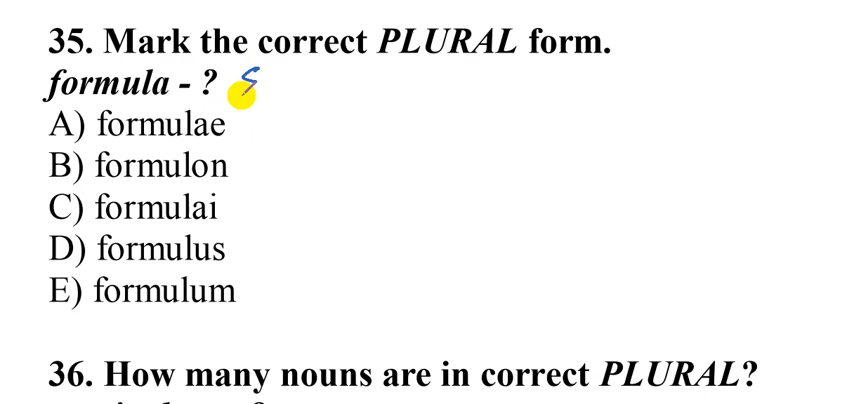 35. Mark the correct PLURAL form.
formula - ? s
A) formulae
B) formulon
C) formulai
D) formulus
E) formulum
36. How many nouns are in correct PLURAL?